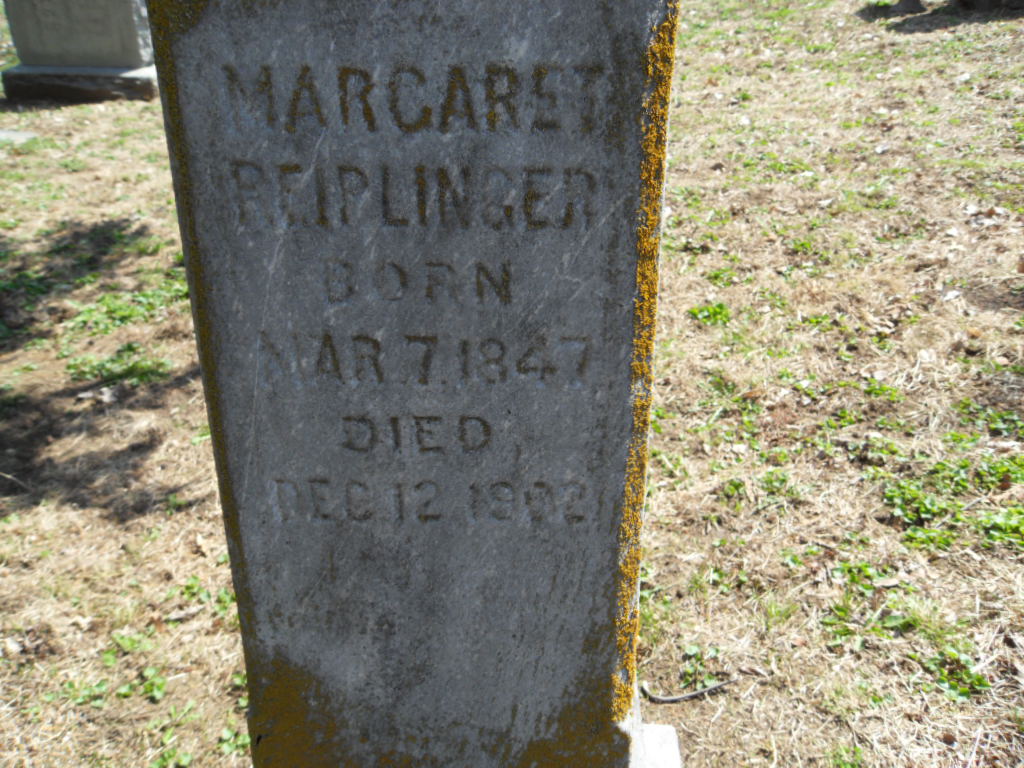 MARGARET
REIPLINGER
BORN
MAR. 7, 1847
DIED
DEC. 12 1902